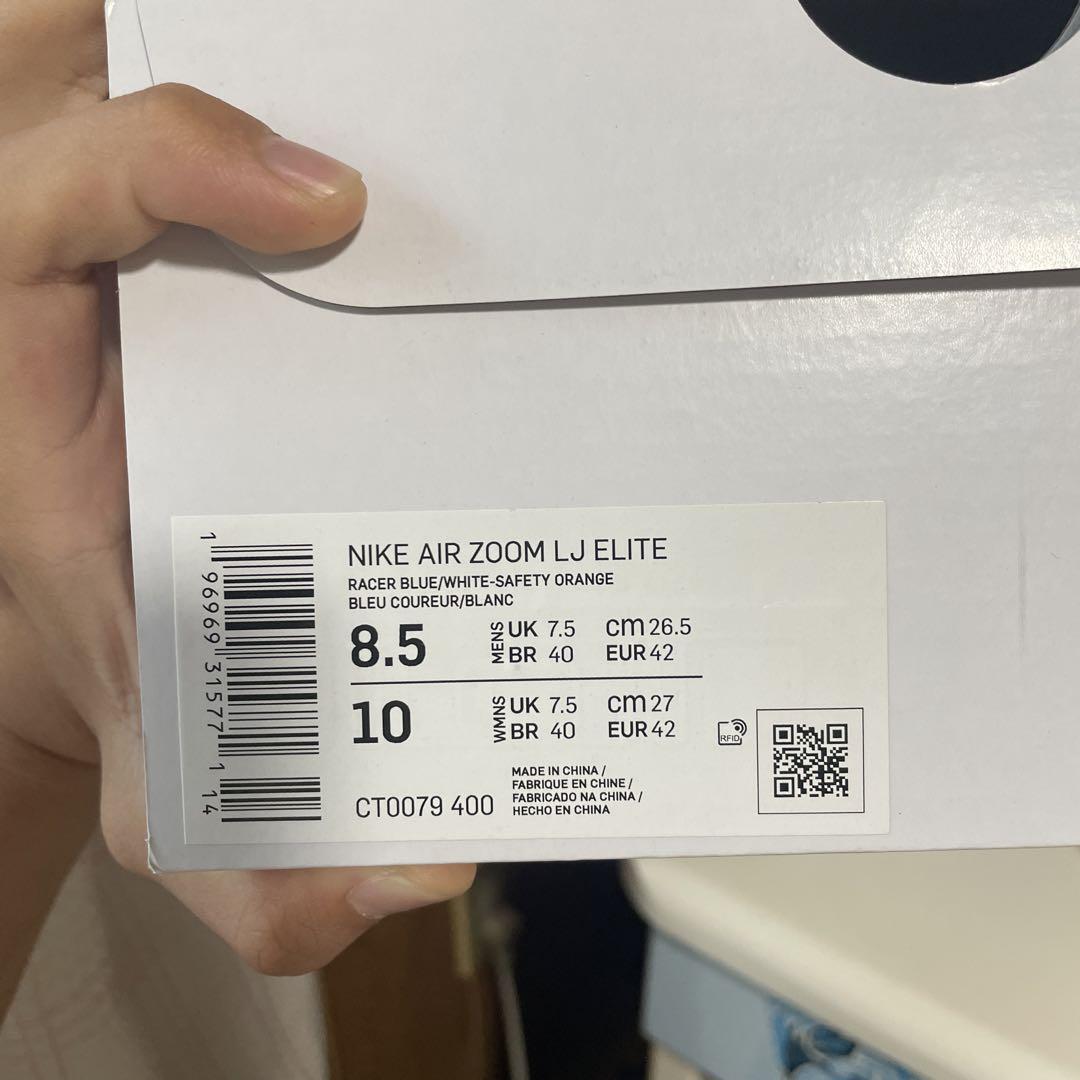 NIKE AIR ZOOM LJ ELITE
RACER BLUE/WHITE-SAFETY ORANGE
BLEU COUREUR/BLANC
8.5 MENS UK 7.5 cm 26.5
BR 40 EUR 42
10 WMNS UK 7.5 cm 27
BR 40 EUR 42
RFID
CT0079 400
MADE IN CHINA /
FABRIQUE EN CHINE /
FABRICADO NA CHINA /
HECHO EN CHINA
1 96969 31577 1 14